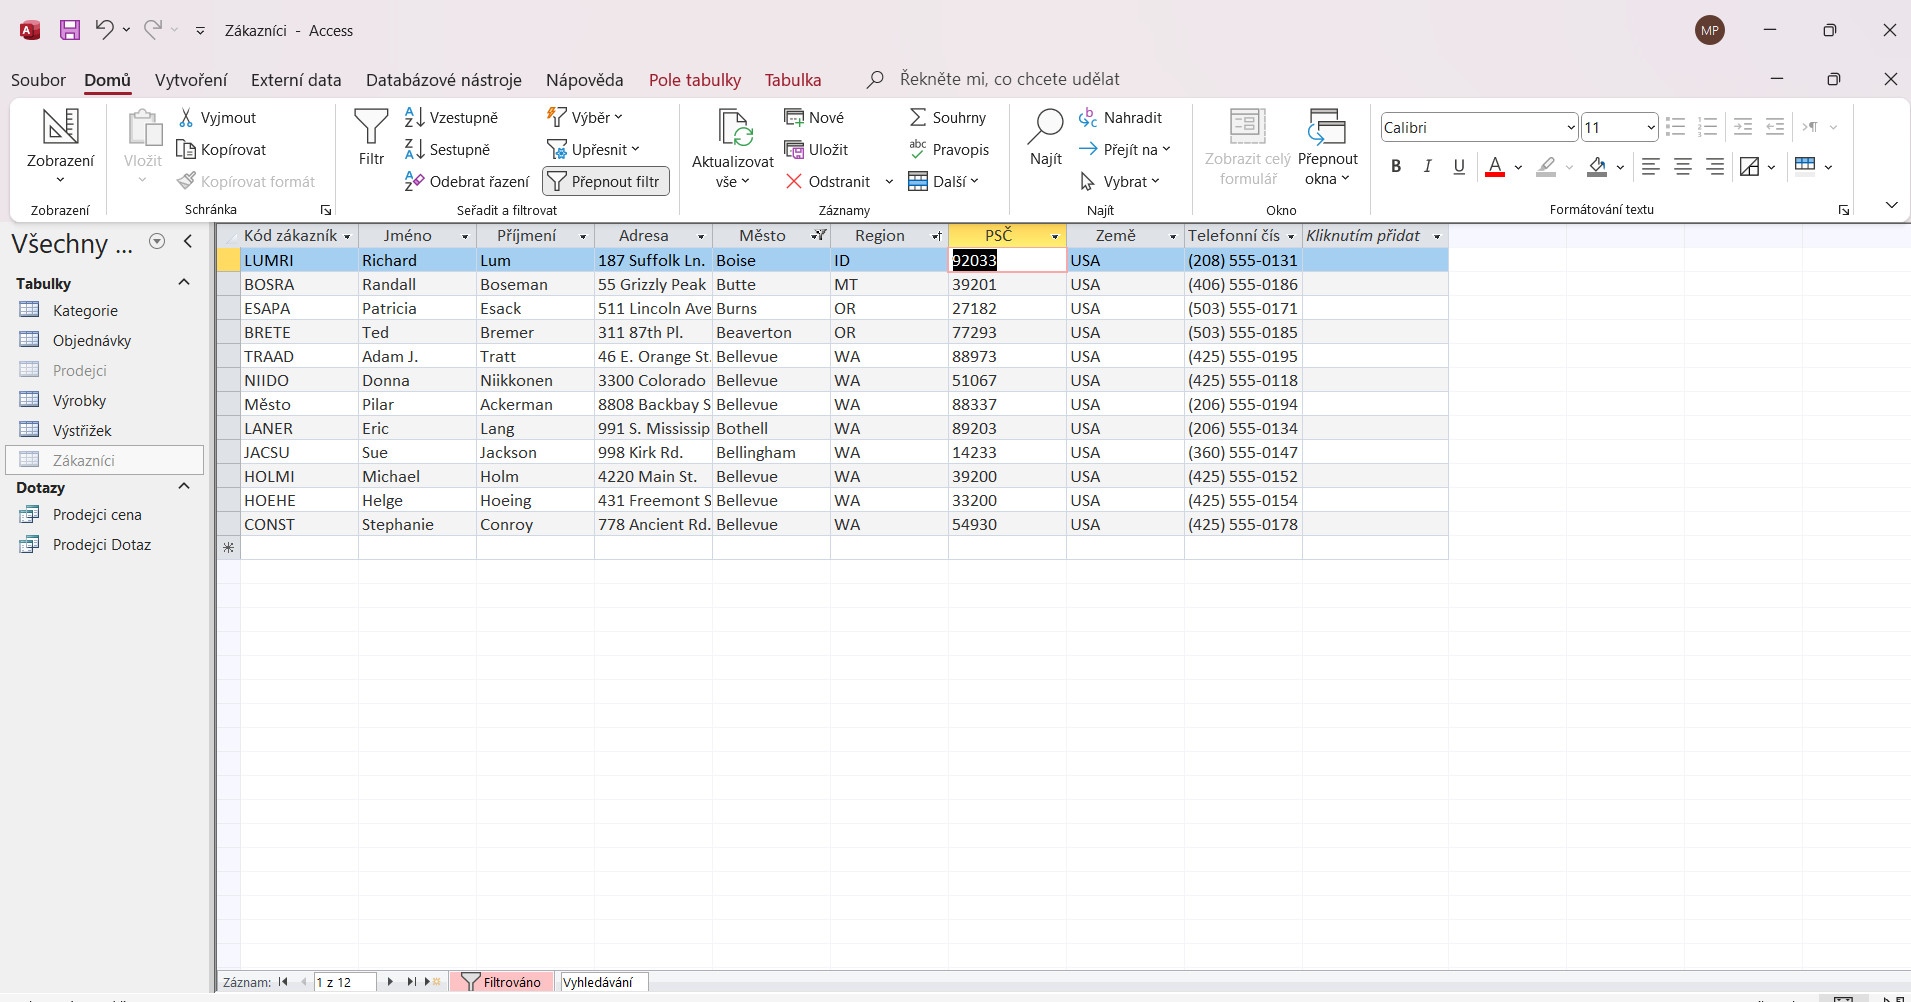 Zákazníci - Access
MP
Soubor Domů Vytvoření Externí data Databázové nástroje Nápověda Pole tabulky Tabulka Řekněte mi, co chcete udělat
Zobrazení
Zobrazení
Vložit
Vyjmout
Kopírovat
Kopírovat formát
Schránka
Filtr
Vzestupně
Sestupně
Odebrat řazení
Výběr
Upřesnit
Přepnout filtr
Seřadit a filtrovat
Aktualizovat
vše
Nové
Uložit
Odstranit
Souhrny
Pravopis
Další
Záznamy
Najít
Nahradit
Přejít na
Vybrat
Najít
Zobrazit celý
formulář
Přepnout
okna
Okno
Calibri 11
B I U A
Formátování textu
Všechny ...
Tabulky
Kategorie
Objednávky
Prodejci
Výrobky
Výstřižek
Zákazníci
Dotazy
Prodejci cena
Prodejci Dotaz
Kód zákazník Jméno Příjmení Adresa Město Region PSČ Země Telefonní čís Kliknutím přidat
LUMRI Richard Lum 187 Suffolk Ln. Boise ID 92033 USA (208) 555-0131
BOSRA Randall Boseman 55 Grizzly Peak Butte MT 39201 USA (406) 555-0186
ESAPA Patricia Esack 511 Lincoln Ave Burns OR 27182 USA (503) 555-0171
BRETE Ted Bremer 311 87th Pl. Beaverton OR 77293 USA (503) 555-0185
TRAAD Adam J. Tratt 46 E. Orange St. Bellevue WA 88973 USA (425) 555-0195
NIIDO Donna Niikkonen 3300 Colorado Bellevue WA 51067 USA (425) 555-0118
Město Pilar Ackerman 8808 Backbay S Bellevue WA 88337 USA (206) 555-0194
LANER Eric Lang 991 S. Mississip Bothell WA 89203 USA (206) 555-0134
JACSU Sue Jackson 998 Kirk Rd. Bellingham WA 14233 USA (360) 555-0147
HOLMI Michael Holm 4220 Main St. Bellevue WA 39200 USA (425) 555-0152
HOEHE Helge Hoeing 431 Freemont S Bellevue WA 33200 USA (425) 555-0154
CONST Stephanie Conroy 778 Ancient Rd. Bellevue WA 54930 USA (425) 555-0178
Záznam: 1 z 12 Filtrováno Vyhledávání